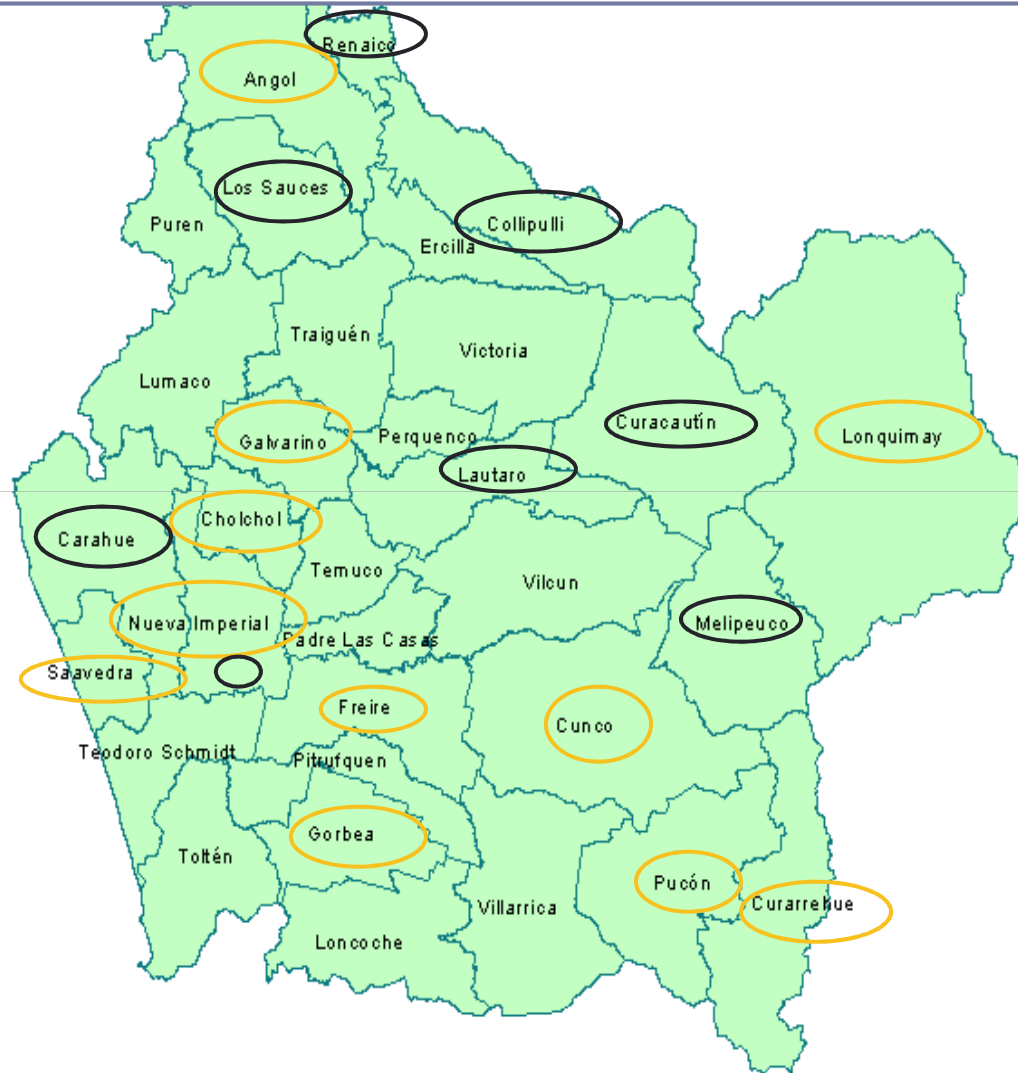 Renaico
Angol
Los Sauces
Puren
Collipulli
Ercilla
Traiguén
Victoria
Lumaco
Curacautín
Galvarino
Perquenco
Lonquimay
Lautaro
Cholchol
Carahue
Temuco
Vilcun
Nueva Imperial
Melipeuco
Padre Las Casas
Saavedra
Freire
Cunco
Teodoro Schmidt
Pitrufquen
Gorbea
Toltén
Pucón
Curarrehue
Villarrica
Loncoche